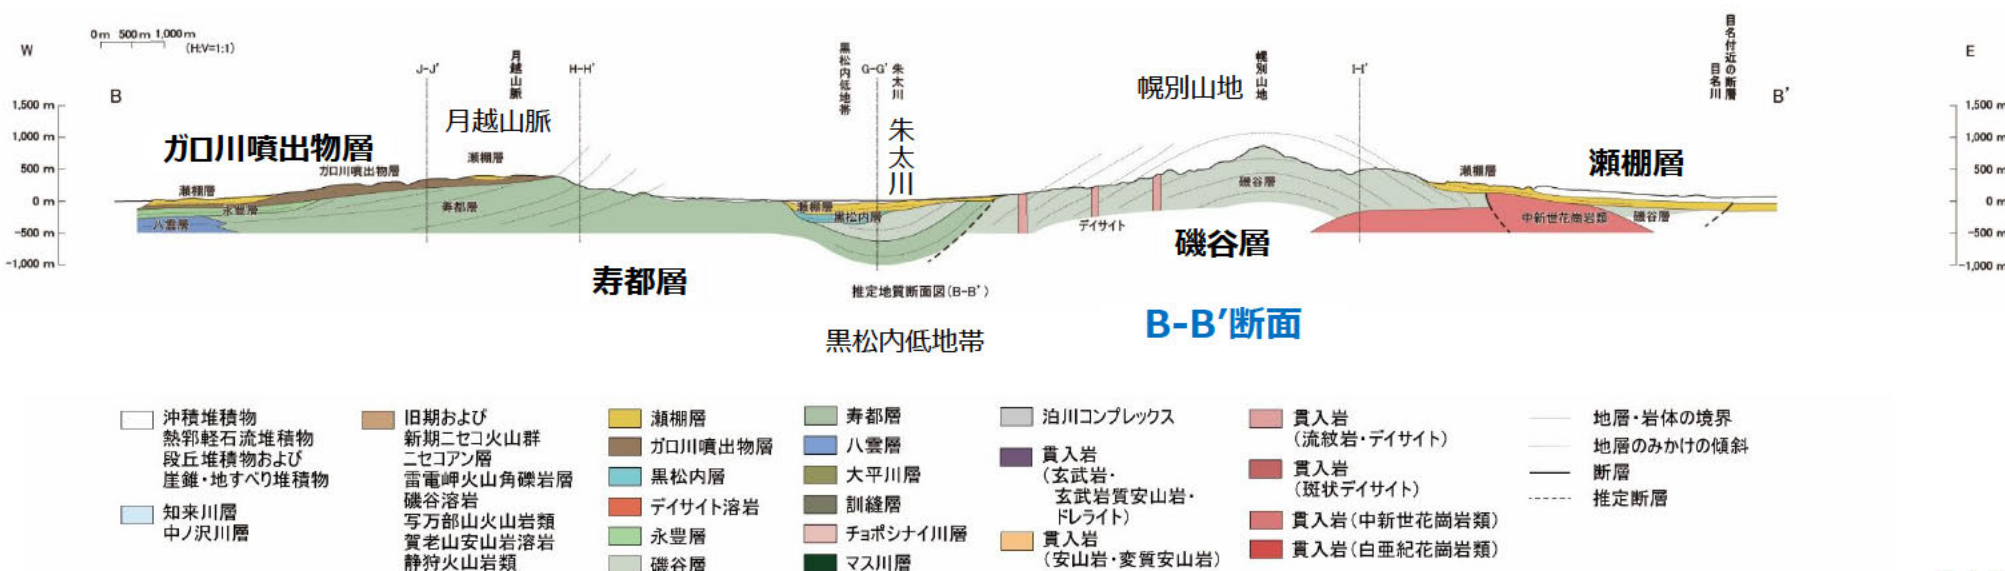 W
0m 500m 1,000m
(H:V=1:1)
E
B
J-J'
月越山脈
H-H'
黒松内低地帯
G-G'
朱太川
幌別山地
I-I'
目名川
目名付近の断層
B'
1,500 m
1,000 m
500 m
0 m
-500 m
-1,000 m
1,500 m
1,000 m
500 m
0 m
-500 m
-1,000 m
月越山脈
朱太川
幌別山地
ガロ川噴出物層
瀬棚層
瀬棚層
ガロ川噴出物層
瀬棚層
永豊層
八雲層
寿都層
瀬棚層
黒松内層
磯谷層
デイサイト
瀬棚層
中新世花崗岩類
磯谷層
寿都層
磯谷層
推定地質断面図(B-B')
黒松内低地帯
B-B'断面
沖積堆積物
熱郛軽石流堆積物
段丘堆積物および
崖錐・地すべり堆積物
知来川層
中ノ沢川層
旧期および
新期ニセコ火山群
ニセコアン層
雷電岬火山角礫岩層
磯谷溶岩
写万部山火山岩類
賀老山安山岩溶岩
静狩火山岩類
瀬棚層
ガロ川噴出物層
黒松内層
デイサイト溶岩
永豊層
磯谷層
寿都層
八雲層
大平川層
訓縫層
チョポシナイ川層
マス川層
泊川コンプレックス
貫入岩
(玄武岩・
玄武岩質安山岩・
ドレライト)
貫入岩
(安山岩・変質安山岩)
貫入岩
(流紋岩・デイサイト)
貫入岩
(斑状デイサイト)
貫入岩(中新世花崗岩類)
貫入岩(白亜紀花崗岩類)
地層・岩体の境界
地層のみかけの傾斜
断層
推定断層